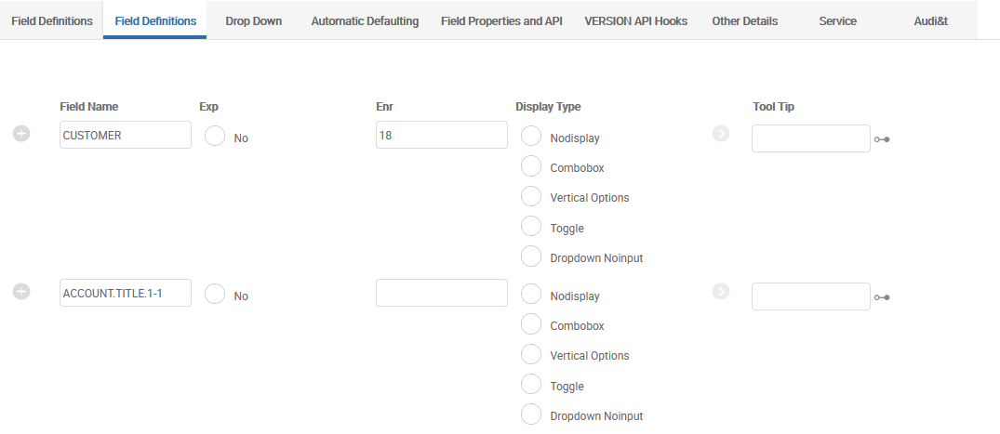 Field Definitions Field Definitions Drop Down Automatic Defaulting Field Properties and API VERSION API Hooks Other Details Service Audi&t
Field Name Exp Enr Display Type Tool Tip
CUSTOMER No 18 Nodisplay
Combobox
Vertical Options
Toggle
Dropdown Noinput
ACCOUNT.TITLE.1-1 No Nodisplay
Combobox
Vertical Options
Toggle
Dropdown Noinput